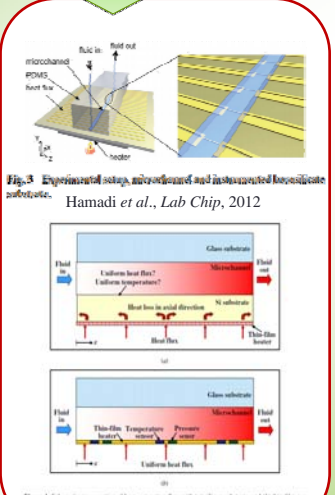 fluid in
fluid out
microchannel
PDMS
heat flux
heater
Fig. 3 Experimental setup, microchannel and instrumented borosilicate
substrate.
Hamadi et al., Lab Chip, 2012
Glass substrate
Fluid in
Microchannel
Fluid out
Uniform heat flux?
Uniform temperature?
Si substrate
Heat loss in axial direction
Thin-film heater
Heat flux
(a)
Glass substrate
Fluid in
Microchannel
Fluid out
Thin-film heater
Temperature sensor
Pressure sensor
Uniform heat flux
(b)